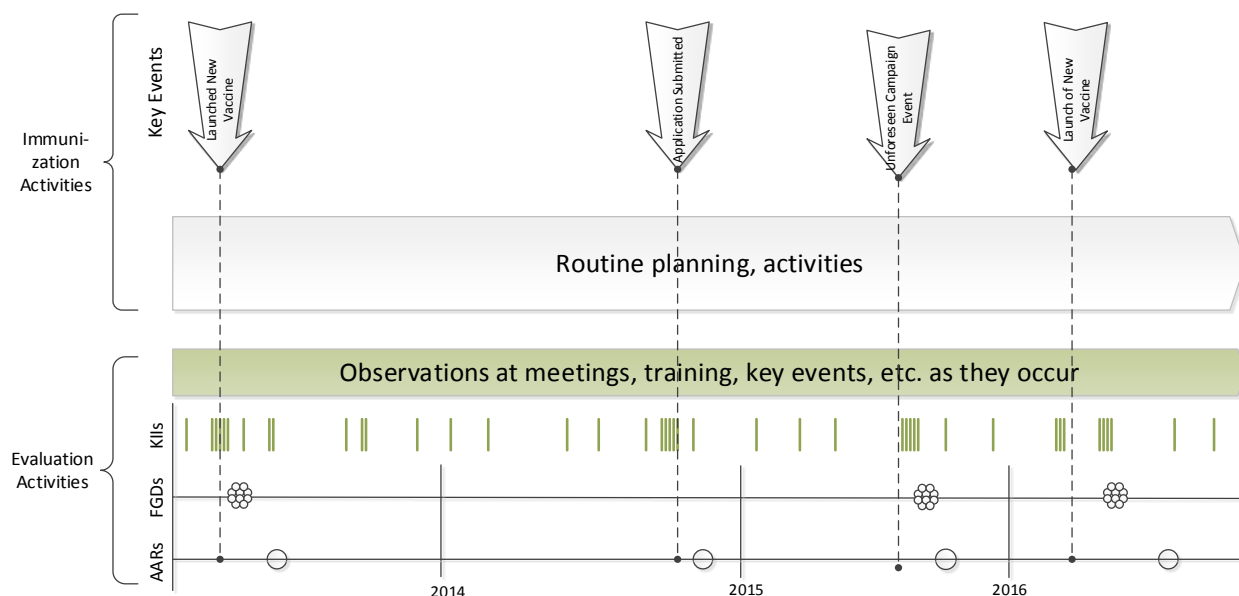 Key Events
Launched New
Vaccine
Application Submitted
Unforeseen Campaign
Event
Launch of New
Vaccine
Immuni-
zation
Activities
Routine planning, activities
Observations at meetings, training, key events, etc. as they occur
KIIs
Evaluation
Activities
FGDs
AARs
2014
2015
2016